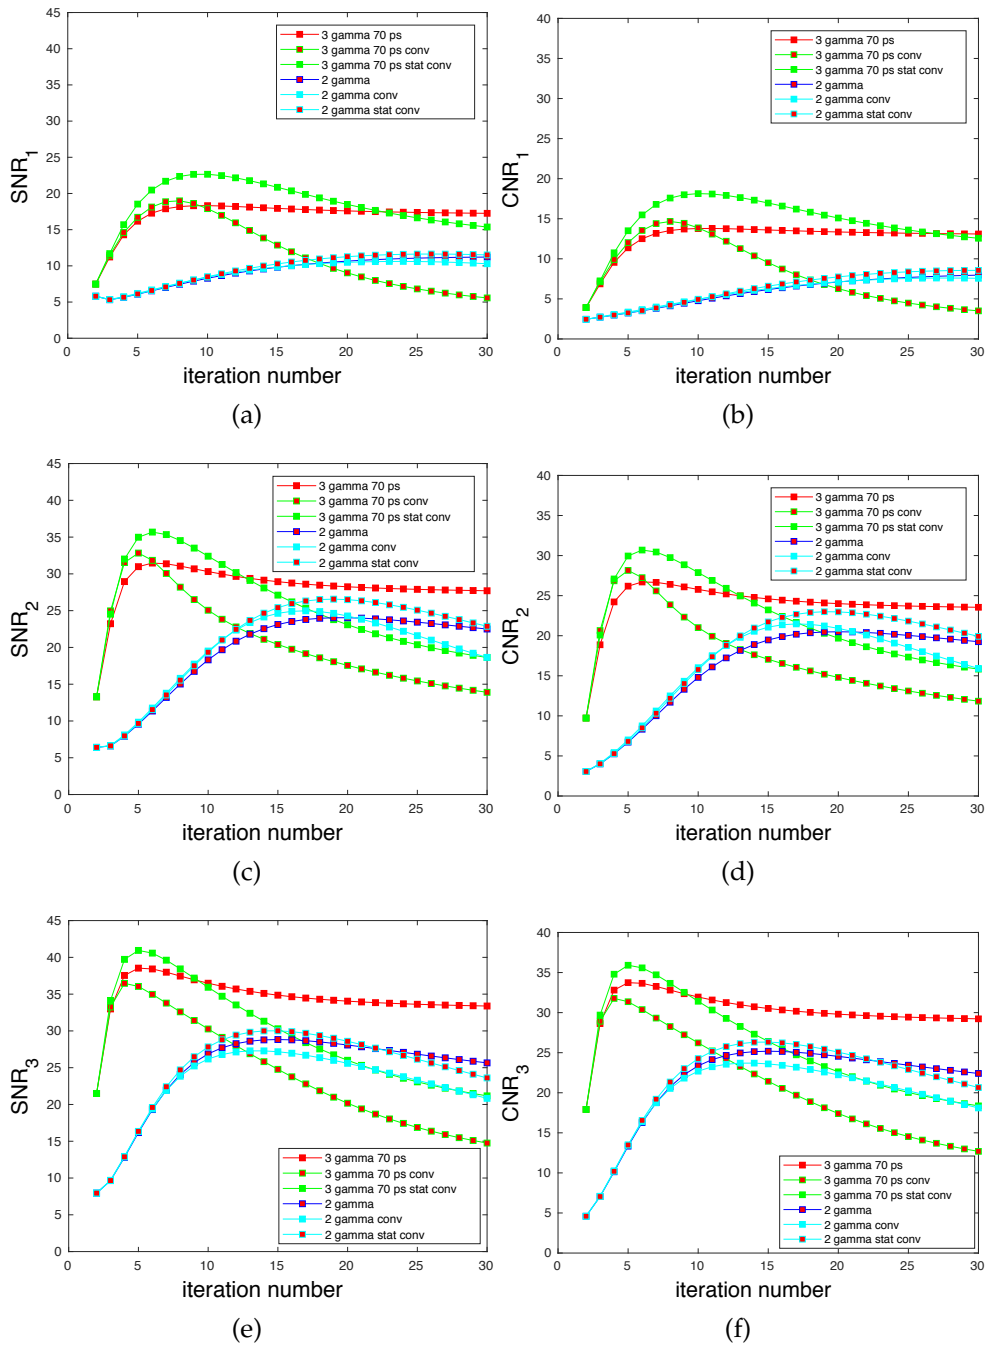 45
40
35
30
25
20
15
10
5
0
SNR1
3 gamma 70 ps
3 gamma 70 ps conv
3 gamma 70 ps stat conv
2 gamma
2 gamma conv
2 gamma stat conv
0 5 10 15 20 25 30
iteration number
(a)
40
35
30
25
20
15
10
5
0
CNR1
3 gamma 70 ps
3 gamma 70 ps conv
3 gamma 70 ps stat conv
2 gamma
2 gamma conv
2 gamma stat conv
0 5 10 15 20 25 30
iteration number
(b)
45
40
35
30
25
20
15
10
5
0
SNR2
3 gamma 70 ps
3 gamma 70 ps conv
3 gamma 70 ps stat conv
2 gamma
2 gamma conv
2 gamma stat conv
0 5 10 15 20 25 30
iteration number
(c)
40
35
30
25
20
15
10
5
0
CNR2
3 gamma 70 ps
3 gamma 70 ps conv
3 gamma 70 ps stat conv
2 gamma
2 gamma conv
2 gamma stat conv
0 5 10 15 20 25 30
iteration number
(d)
45
40
35
30
25
20
15
10
5
0
SNR3
3 gamma 70 ps
3 gamma 70 ps conv
3 gamma 70 ps stat conv
2 gamma
2 gamma conv
2 gamma stat conv
0 5 10 15 20 25 30
iteration number
(e)
40
35
30
25
20
15
10
5
0
CNR3
3 gamma 70 ps
3 gamma 70 ps conv
3 gamma 70 ps stat conv
2 gamma
2 gamma conv
2 gamma stat conv
0 5 10 15 20 25 30
iteration number
(f)